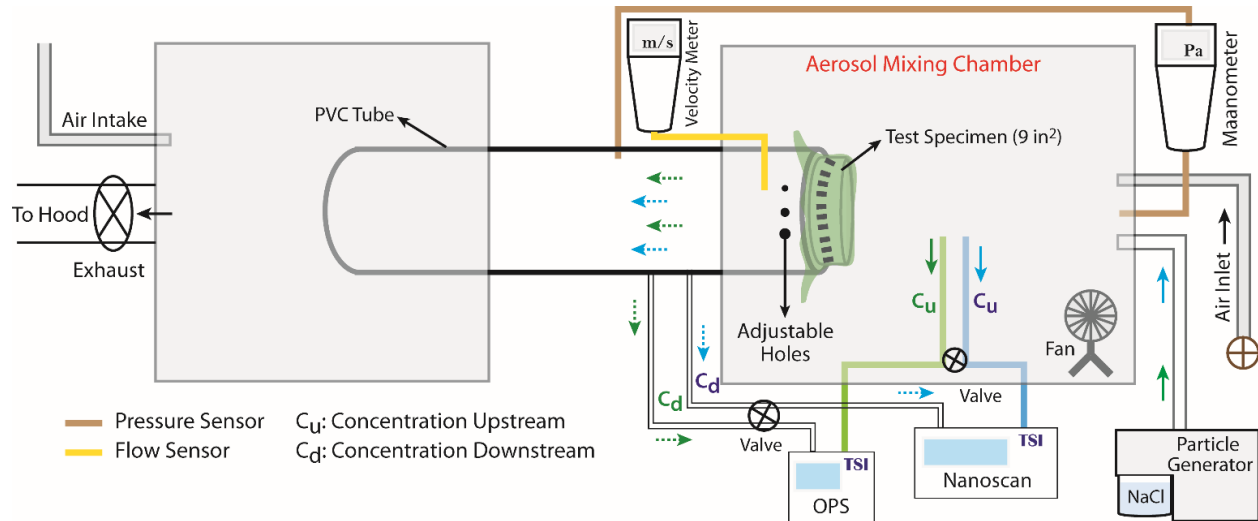 m/s
Velocity Meter
Aerosol Mixing Chamber
Pa
Maanometer
Air Intake
PVC Tube
Test Specimen (9 in²)
To Hood
Exhaust
Adjustable
Holes
Cu
Cu
Fan
Air Inlet
Cd
Cd
Valve
Valve
Pressure Sensor
Cu: Concentration Upstream
Flow Sensor
Cd: Concentration Downstream
TSI
OPS
TSI
Nanoscan
Particle
Generator
NaCl